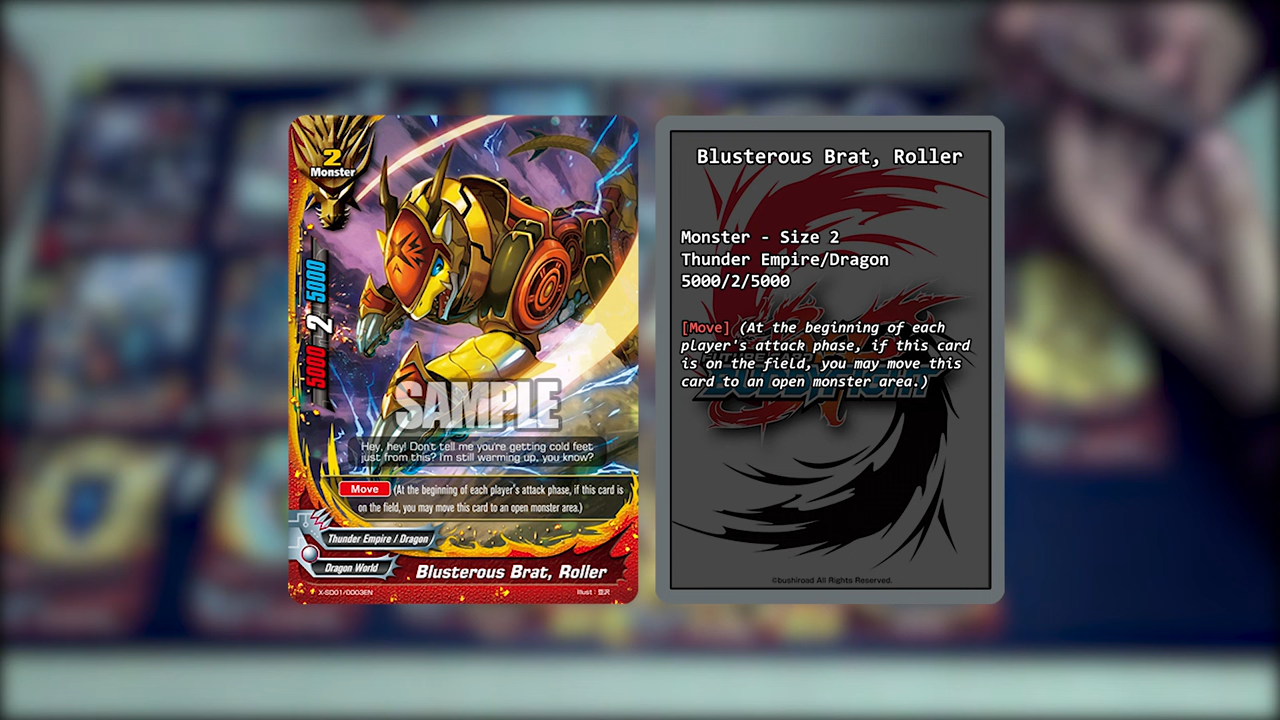 2
Monster
5000
2
5000
SAMPLE
Hey, hey! Don't tell me you're getting cold feet
just from this? I'm still warming up, you know?
Move (At the beginning of each player's attack phase, if this card is
on the field, you may move this card to an open monster area.)
Thunder Empire / Dragon
Dragon World
Blusterous Brat, Roller
X-SD01/0003EN
Illust :
Blusterous Brat, Roller
Monster - Size 2
Thunder Empire/Dragon
5000/2/5000
[Move] (At the beginning of each
player's attack phase, if this card
is on the field, you may move this
card to an open monster area.)
BUDDYFIGHT
©bushiroad All Rights Reserved.